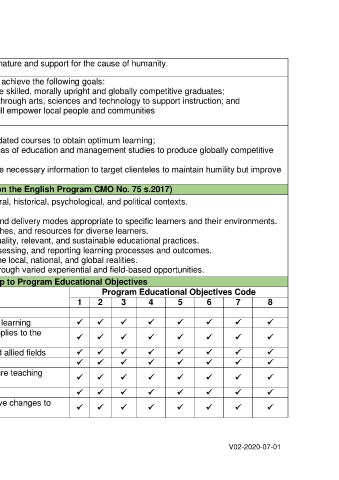 nature and support for the cause of humanity.
achieve the following goals:
e skilled, morally upright and globally competitive graduates;
hrough arts, sciences and technology to support instruction; and
ill empower local people and communities
dated courses to obtain optimum learning;
eas of education and management studies to produce globally competitive
e necessary information to target clienteles to maintain humility but improve
on the English Program CMO No. 75 s.2017)
ral, historical, psychological, and political contexts.
nd delivery modes appropriate to specific learners and their environments.
hes, and resources for diverse learners.
uality, relevant, and sustainable educational practices.
sessing, and reporting learning processes and outcomes.
he local, national, and global realities.
rough varied experiential and field-based opportunities.
ip to Program Educational Objectives
Program Educational Objectives Code
1 2 3 4 5 6 7 8
learning ✓ ✓ ✓ ✓ ✓ ✓ ✓ ✓
plies to the ✓ ✓ ✓ ✓ ✓ ✓ ✓ ✓
d allied fields ✓ ✓ ✓ ✓ ✓ ✓ ✓ ✓
✓ ✓ ✓ ✓ ✓ ✓ ✓ ✓
re teaching ✓ ✓ ✓ ✓ ✓ ✓ ✓ ✓
✓ ✓ ✓ ✓ ✓ ✓ ✓ ✓
ve changes to ✓ ✓ ✓ ✓ ✓ ✓ ✓ ✓
V02-2020-07-01